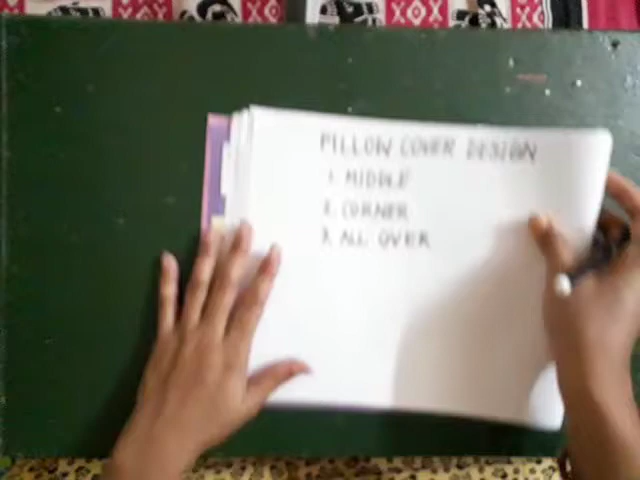 PILLOW COVER DESIGN
1. MIDDLE
2. CORNER
3. ALL OVER